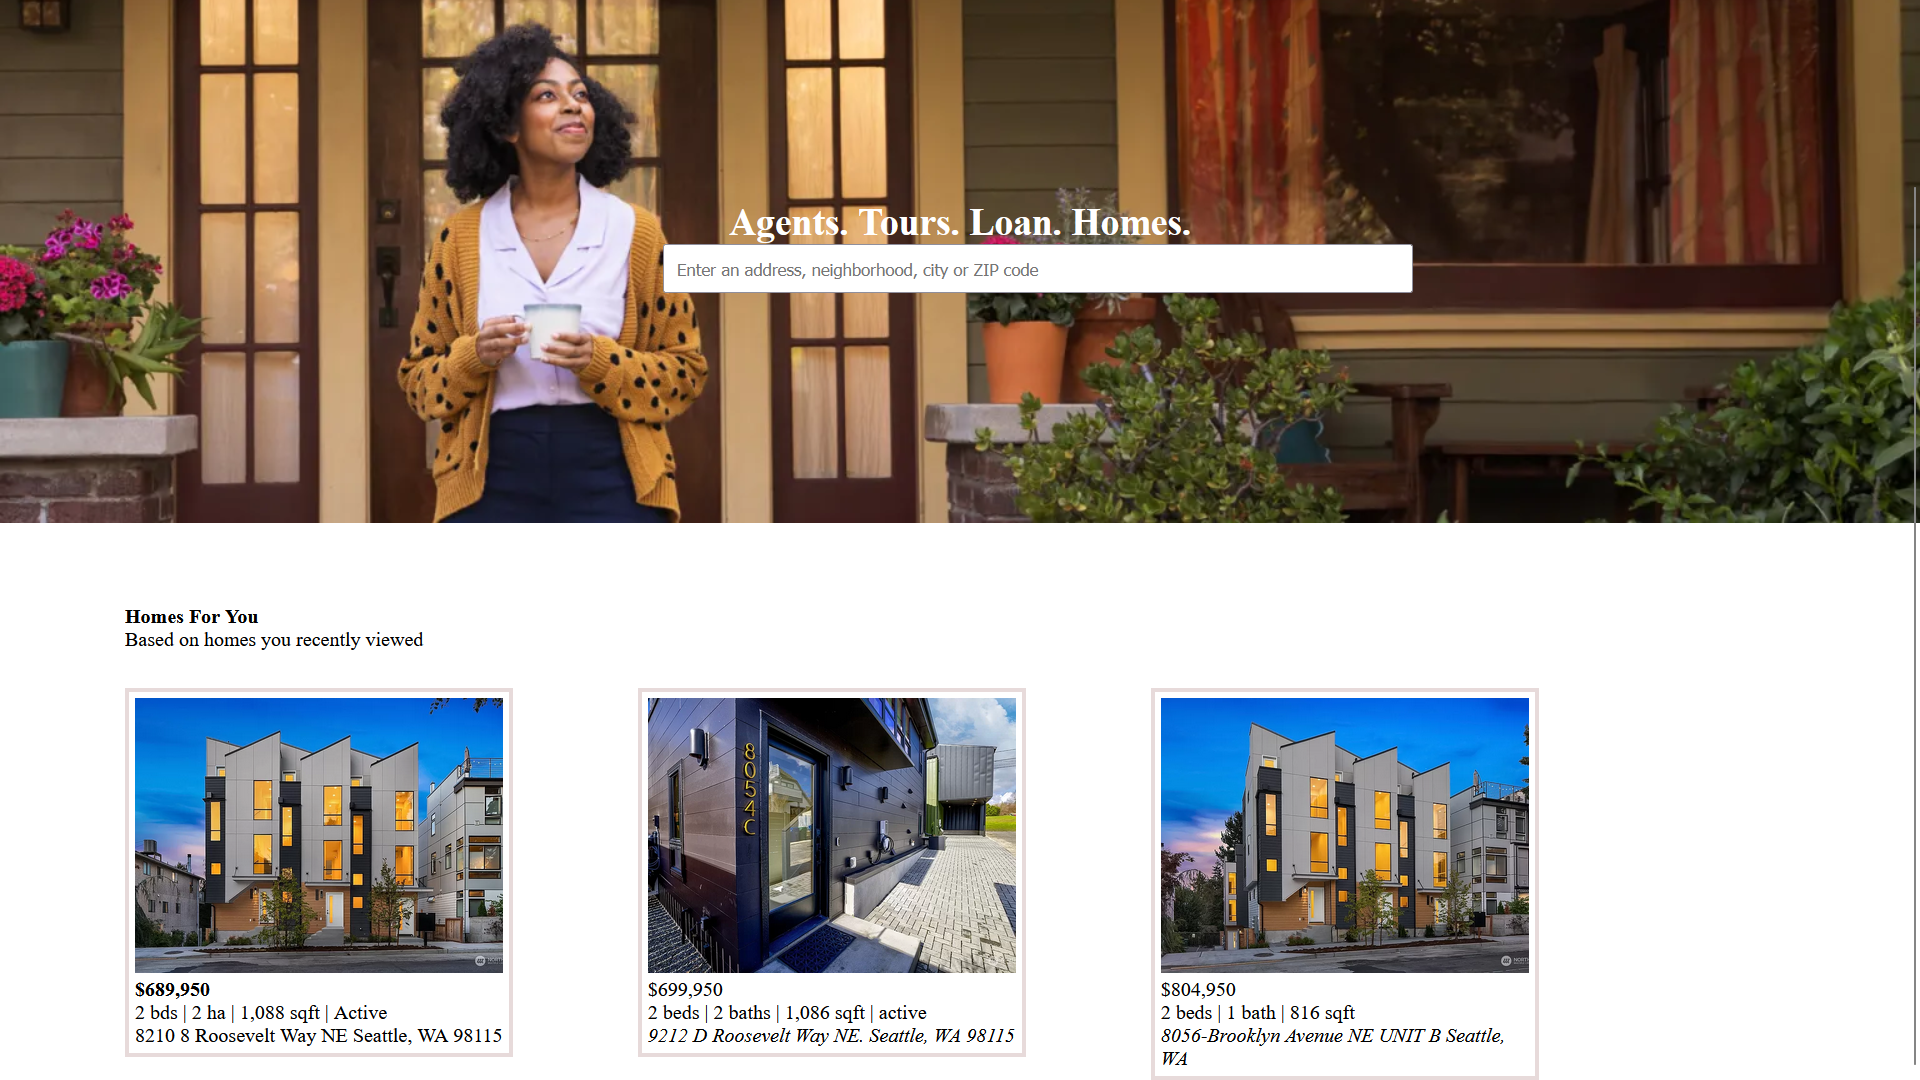 Agents. Tours. Loan. Homes.
Enter an address, neighborhood, city or ZIP code
Homes For You
Based on homes you recently viewed
8054C
$689,950
2 bds | 2 ha | 1,088 sqft | Active
8210 8 Roosevelt Way NE Seattle, WA 98115
$699,950
2 beds | 2 baths | 1,086 sqft | active
9212 D Roosevelt Way NE. Seattle, WA 98115
$804,950
2 beds | 1 bath | 816 sqft
8056-Brooklyn Avenue NE UNIT B Seattle,
WA